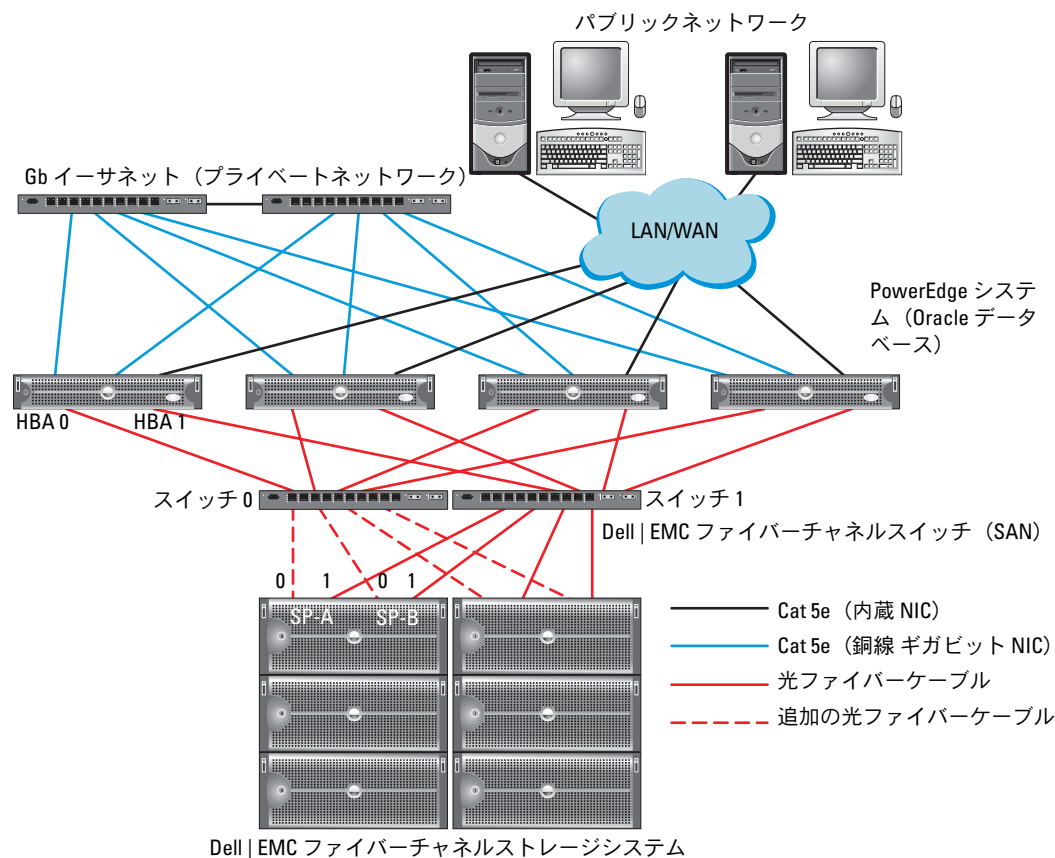 パブリックネットワーク
Gb イーサネット（プライベートネットワーク）
LAN/WAN
PowerEdge システ
ム（Oracle データ
ベース）
HBA 0
HBA 1
スイッチ 0
スイッチ 1
Dell | EMC ファイバーチャネルスイッチ（SAN）
0 1 0 1
SP-A SP-B
Cat 5e（内蔵 NIC）
Cat 5e（銅線 ギガビット NIC）
光ファイバーケーブル
追加の光ファイバーケーブル
Dell | EMC ファイバーチャネルストレージシステム